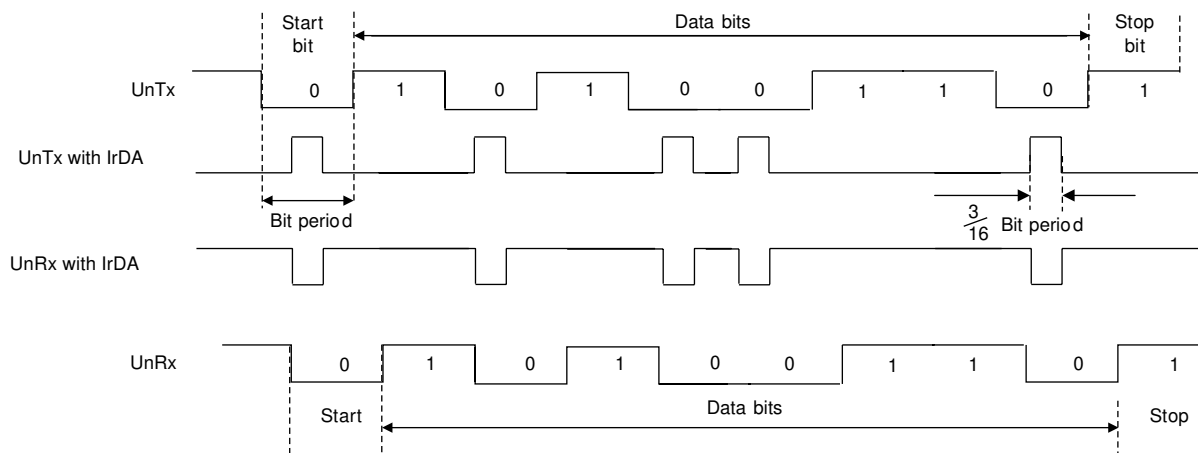 Start
bit
Data bits
Stop
bit
UnTx
0 1 0 1 0 0 1 1 0 1
UnTx with IrDA
Bit period
3
16
Bit period
UnRx with IrDA
UnRx
0 1 0 1 0 0 1 1 0 1
Start
Data bits
Stop